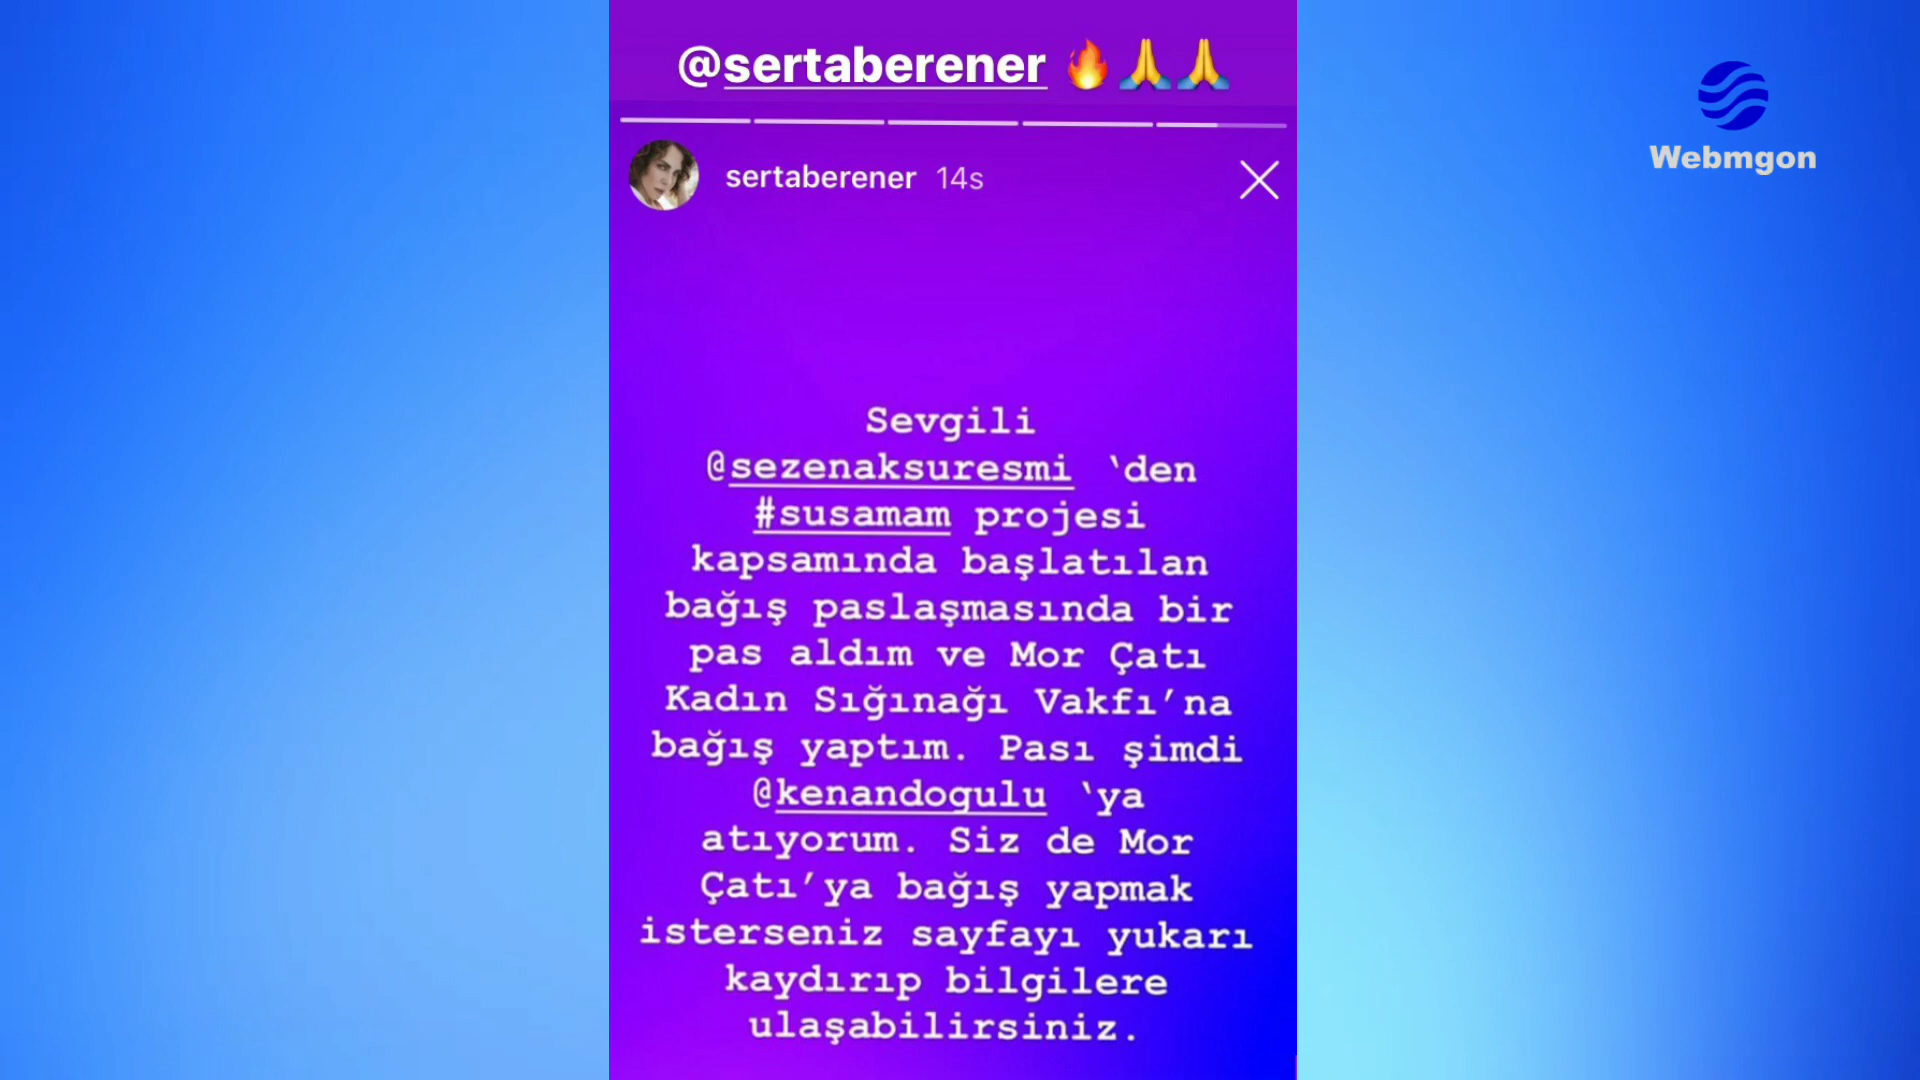 @sertaberener 🔥🙏🙏
sertaberener 14s
Webmgon
Sevgili
@sezenaksuresmi ‘den
#susamam projesi
kapsamında başlatılan
bağış paslaşmasında bir
pas aldım ve Mor Çatı
Kadın Sığınağı Vakfı’na
bağış yaptım. Pası şimdi
@kenandogulu ‘ya
atıyorum. Siz de Mor
Çatı’ya bağış yapmak
isterseniz sayfayı yukarı
kaydırıp bilgilere
ulaşabilirsiniz.